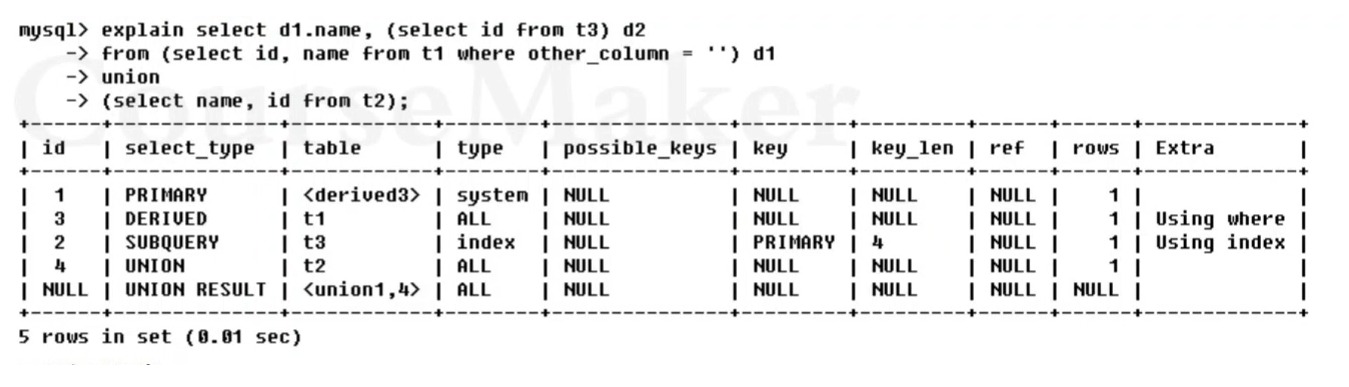 mysql> explain select d1.name, (select id from t3) d2
    -> from (select id, name from t1 where other_column = '') d1
    -> union
    -> (select name, id from t2);
+------+--------------+------------+--------+---------------+---------+---------+------+------+-------------+
| id   | select_type  | table      | type   | possible_keys | key     | key_len | ref  | rows | Extra       |
+------+--------------+------------+--------+---------------+---------+---------+------+------+-------------+
| 1    | PRIMARY      | <derived3> | system | NULL          | NULL    | NULL    | NULL | 1    |             |
| 3    | DERIVED      | t1         | ALL    | NULL          | NULL    | NULL    | NULL | 1    | Using where |
| 2    | SUBQUERY     | t3         | index  | NULL          | PRIMARY | 4       | NULL | 1    | Using index |
| 4    | UNION        | t2         | ALL    | NULL          | NULL    | NULL    | NULL | 1    |             |
| NULL | UNION RESULT | <union1,4> | ALL    | NULL          | NULL    | NULL    | NULL | NULL |             |
+------+--------------+------------+--------+---------------+---------+---------+------+------+-------------+
5 rows in set (0.01 sec)
CourseMaker